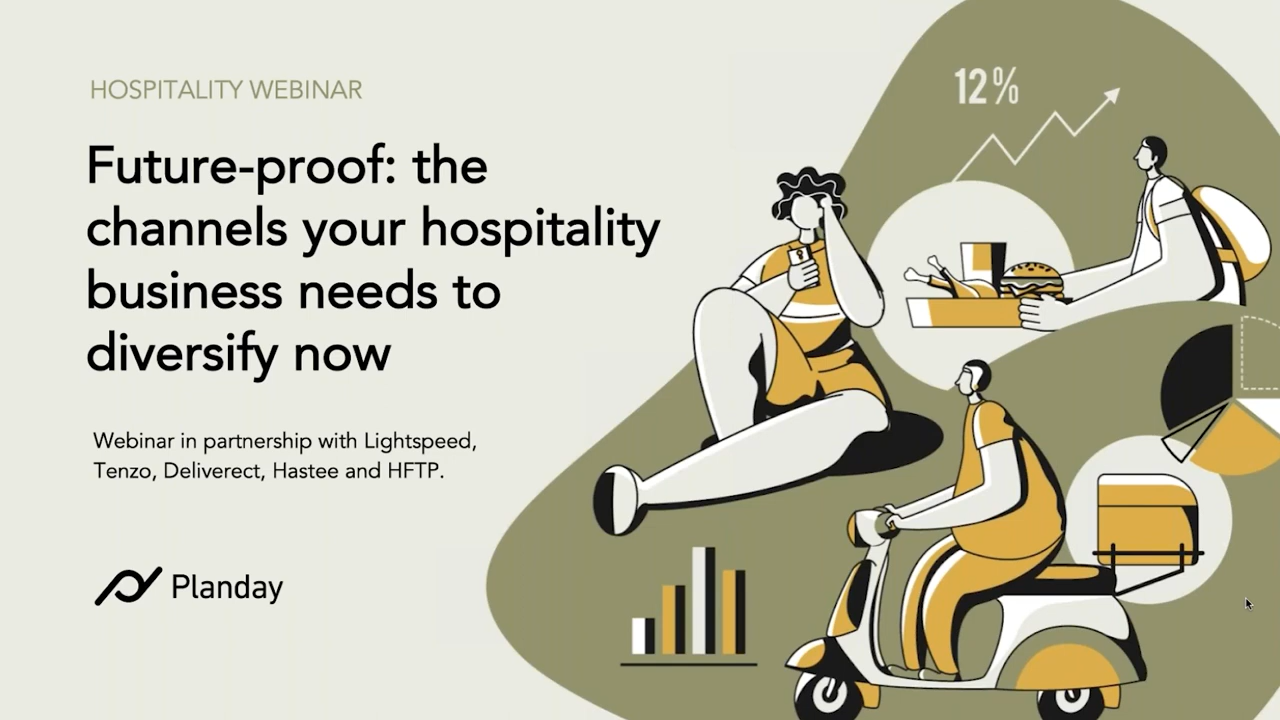 HOSPITALITY WEBINAR
12%
Future-proof: the
channels your hospitality
business needs to
diversify now
Webinar in partnership with Lightspeed,
Tenzo, Deliverect, Hastee and HFTP.
Planday